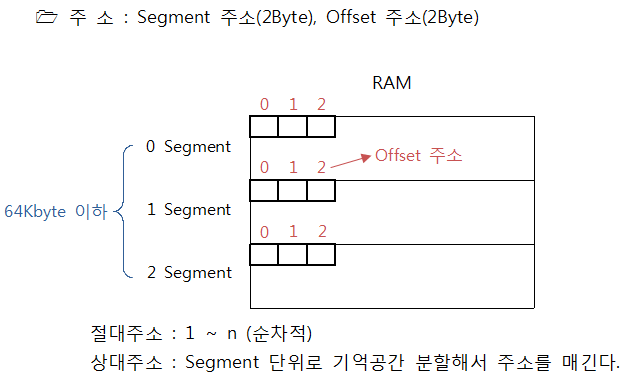 주 소 : Segment 주소(2Byte), Offset 주소(2Byte)
RAM
0 1 2
0 Segment
Offset 주소
0 1 2
64Kbyte 이하
1 Segment
0 1 2
2 Segment
절대주소 : 1 ~ n (순차적)
상대주소 : Segment 단위로 기억공간 분할해서 주소를 매긴다.